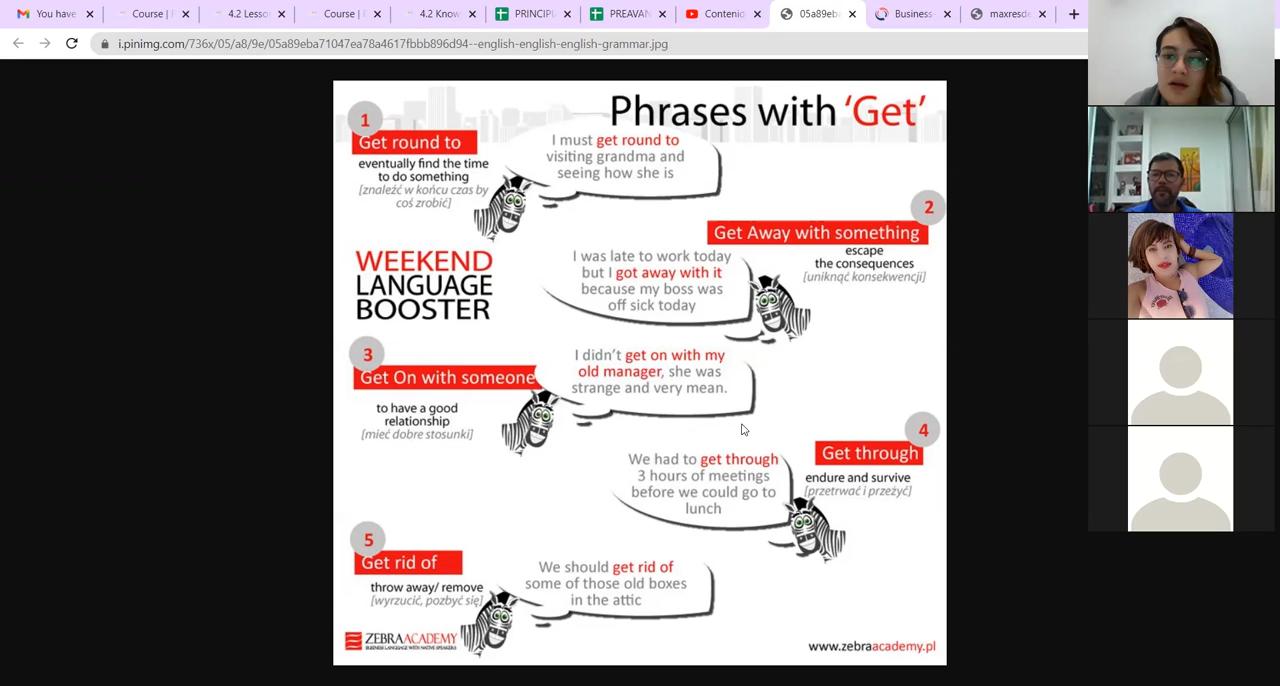 You have
Course | F
4.2 Lesso
Course | E
4.2 Know
PRINCIPI
PREAVAN
Contenio
05a89eb
Business
maxresde
i.pinimg.com/736x/05/a8/9e/05a89eba71047ea78a4617fbbb896d94--english-english-english-grammar.jpg
Phrases with 'Get'
1
Get round to
eventually find the time
to do something
[znaleźć w końcu czas by
coś zrobić]
I must get round to
visiting grandma and
seeing how she is
2
Get Away with something
escape
the consequences
[uniknąć konsekwencji]
I was late to work today
but I got away with it
because my boss was
off sick today
WEEKEND
LANGUAGE
BOOSTER
3
Get On with someone
to have a good
relationship
[mieć dobre stosunki]
I didn't get on with my
old manager, she was
strange and very mean.
4
Get through
endure and survive
[przetrwać i przeżyć]
We had to get through
3 hours of meetings
before we could go to
lunch
5
Get rid of
throw away/ remove
[wyrzucić, pozbyć się]
We should get rid of
some of those old boxes
in the attic
ZEBRAACADEMY
BUSINESS LANGUAGE WITH NATIVE SPEAKERS
www.zebraacademy.pl